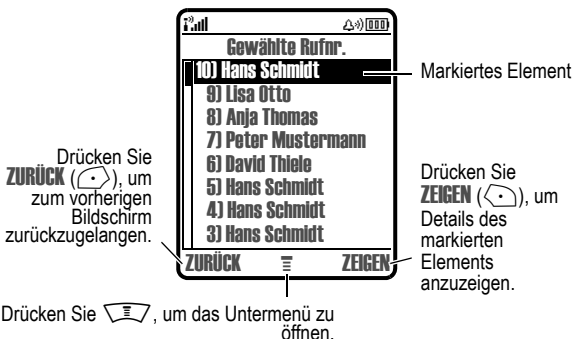 Gewählte Rufnr.
10) Hans Schmidt
9) Lisa Otto
8) Anja Thomas
7) Peter Mustermann
6) David Thiele
5) Hans Schmidt
4) Hans Schmidt
3) Hans Schmidt
ZURÜCK
ZEIGEN
Markiertes Element
Drücken Sie
ZURÜCK ( ), um
zum vorherigen
Bildschirm
zurückzugelangen.
Drücken Sie
ZEIGEN ( ), um
Details des
markierten
Elements
anzuzeigen.
Drücken Sie , um das Untermenü zu
öffnen.